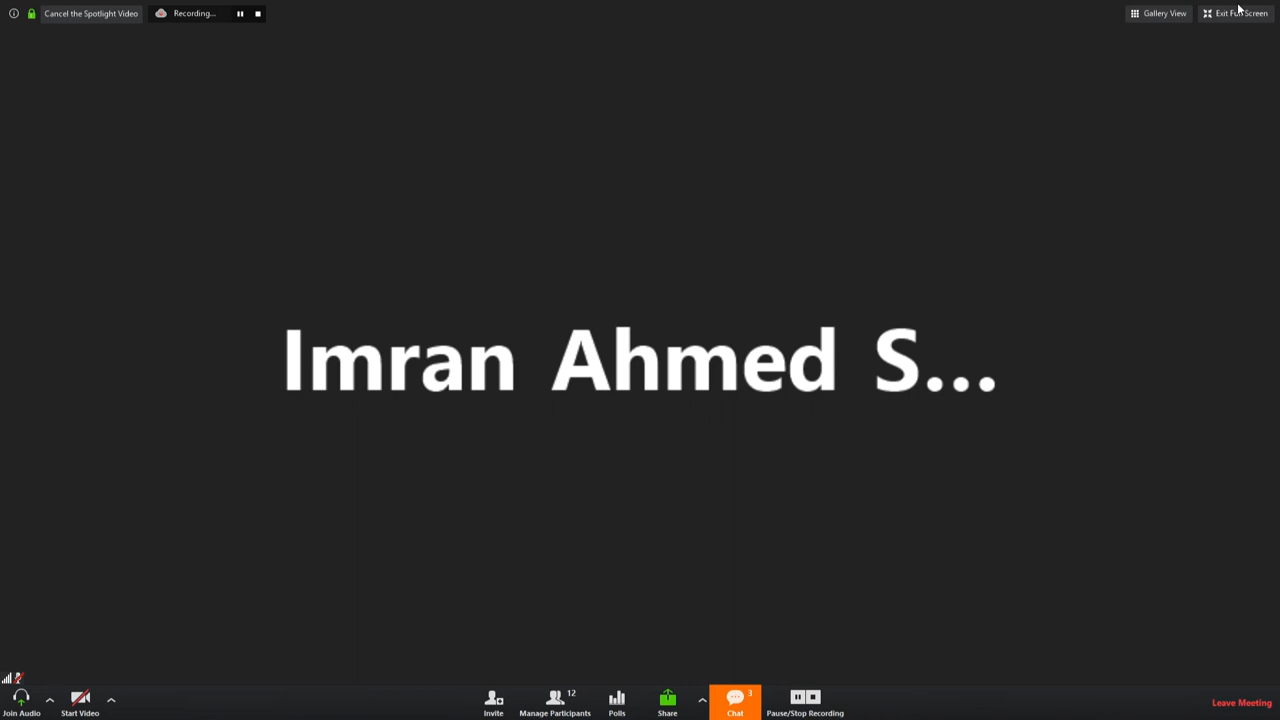 Cancel the Spotlight Video Recording... Gallery View Exit Full Screen
Imran Ahmed S...
Join Audio Start Video Invite Manage Participants 12 Polls Share Chat 3 Pause/Stop Recording Leave Meeting